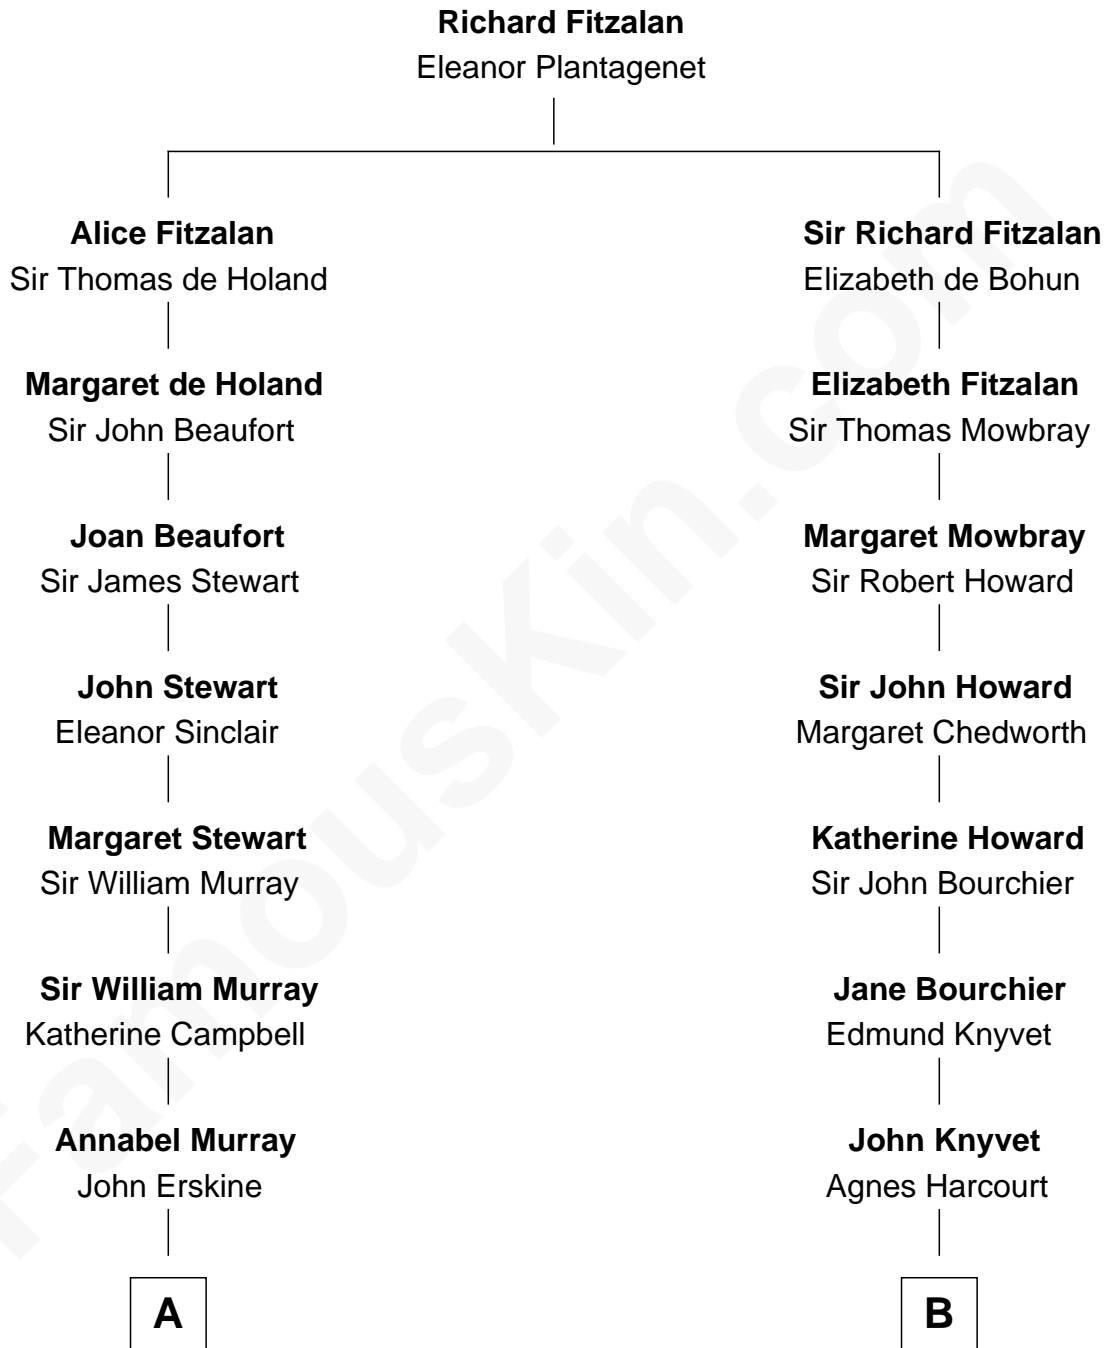 Richard Fitzalan
Eleanor Plantagenet
Alice Fitzalan
Sir Thomas de Holand
Sir Richard Fitzalan
Elizabeth de Bohun
Margaret de Holand
Sir John Beaufort
Elizabeth Fitzalan
Sir Thomas Mowbray
Joan Beaufort
Sir James Stewart
Margaret Mowbray
Sir Robert Howard
John Stewart
Eleanor Sinclair
Sir John Howard
Margaret Chedworth
Margaret Stewart
Sir William Murray
Katherine Howard
Sir John Bourchier
Sir William Murray
Katherine Campbell
Jane Bourchier
Edmund Knyvet
Annabel Murray
John Erskine
John Knyvet
Agnes Harcourt
A
B
FamousKin.com